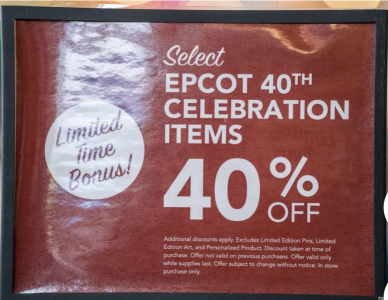 Select
EPCOT 40TH
CELEBRATION
ITEMS
40% OFF
Limited
Time
Bonus!
Additional discounts apply. Excludes Limited Edition Pins, Limited
Edition Art, and Personalized Product. Discount taken at time of
purchase. Offer not valid on previous purchases. Offer valid only
while supplies last. Offer subject to change without notice. In store
purchase only.